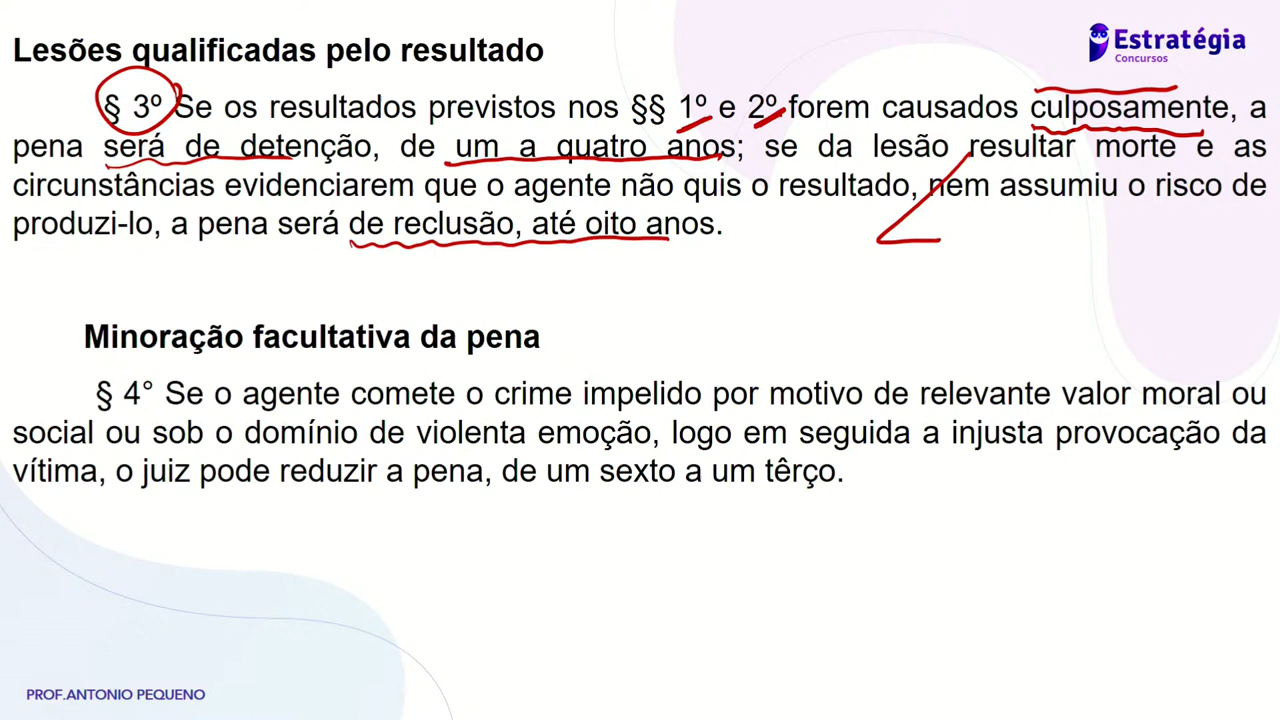 Lesões qualificadas pelo resultado
Estratégia
Concursos
§ 3º Se os resultados previstos nos §§ 1º e 2º forem causados culposamente, a
pena será de detenção, de um a quatro anos; se da lesão resultar morte e as
circunstâncias evidenciarem que o agente não quis o resultado, nem assumiu o risco de
produzi-lo, a pena será de reclusão, até oito anos.
Minoração facultativa da pena
§ 4° Se o agente comete o crime impelido por motivo de relevante valor moral ou
social ou sob o domínio de violenta emoção, logo em seguida a injusta provocação da
vítima, o juiz pode reduzir a pena, de um sexto a um têrço.
PROF.ANTONIO PEQUENO